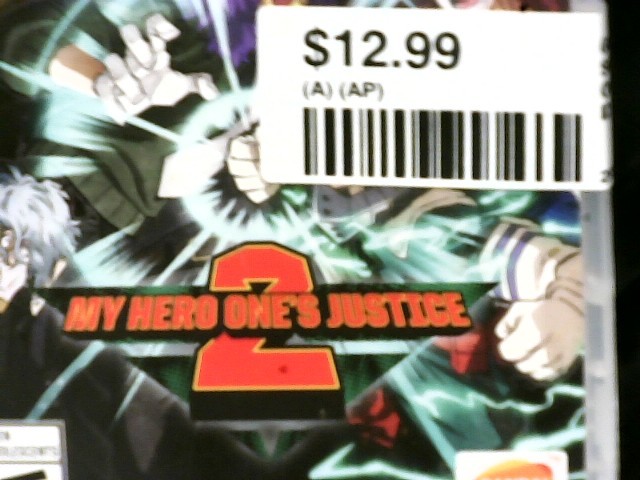 $12.99
(A) (AP)
2
MY HERO ONE'S JUSTICE